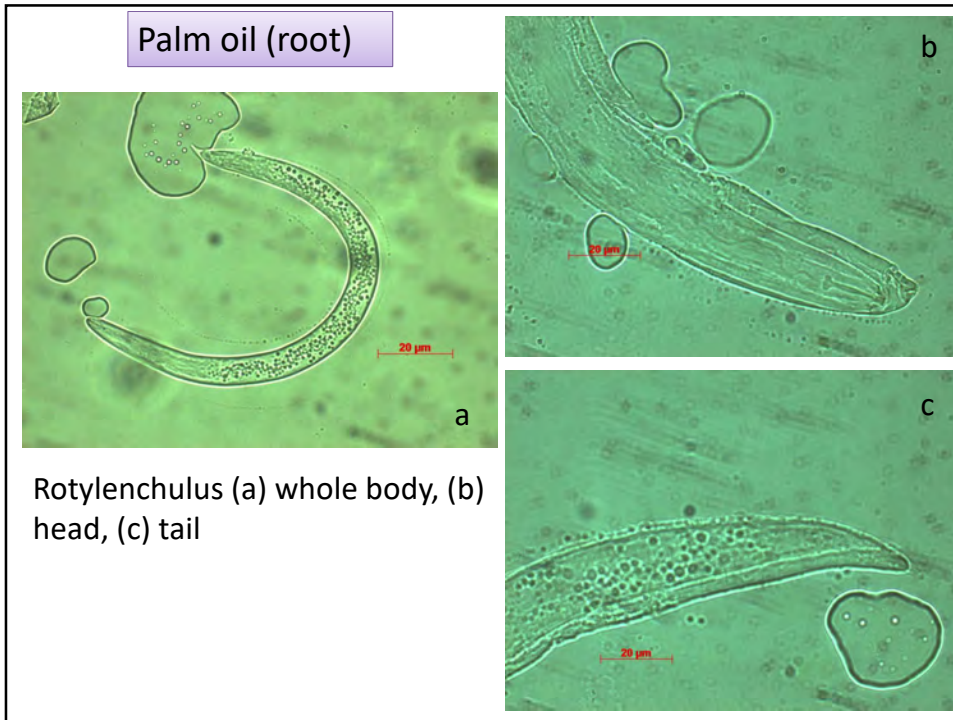 Palm oil (root)
a
20 µm
b
20 µm
c
20 µm
Rotylenchulus (a) whole body, (b)
head, (c) tail